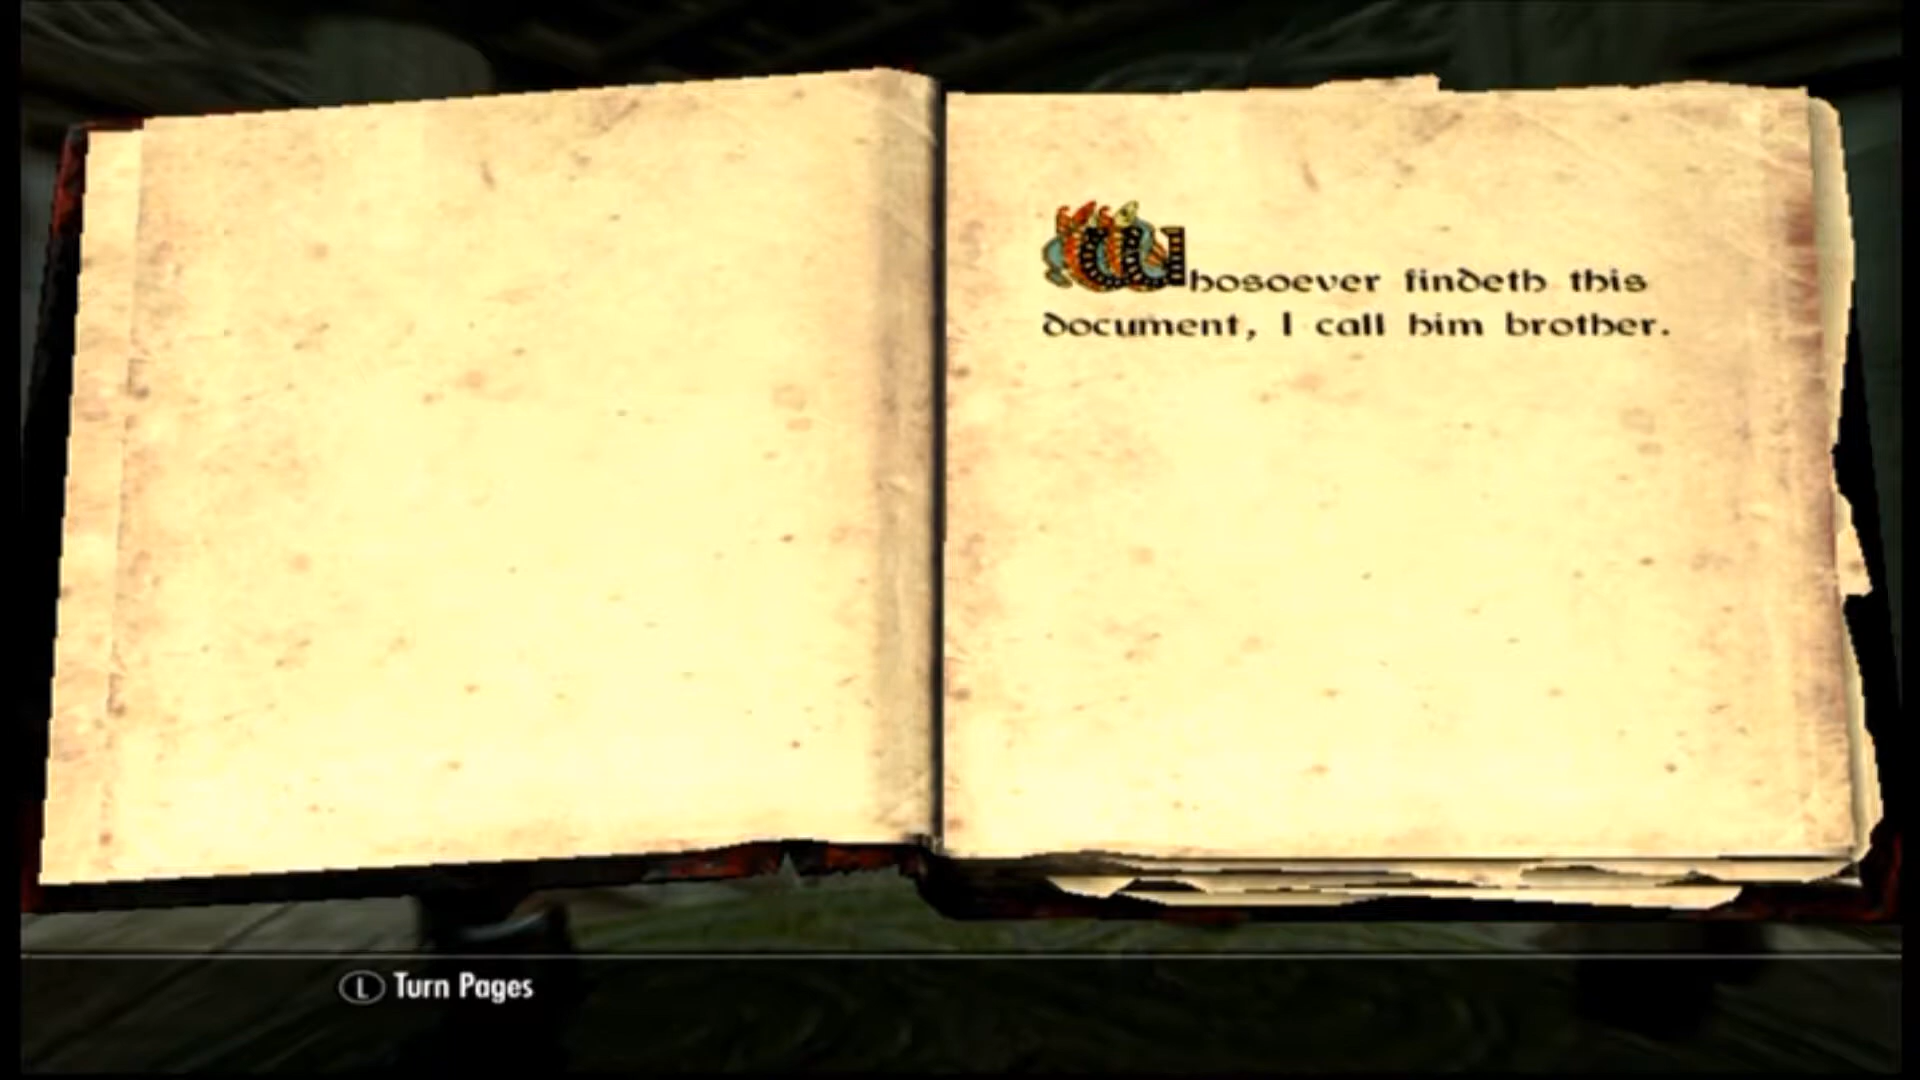 Whosoever findeth this
document, I call him brother.
L Turn Pages